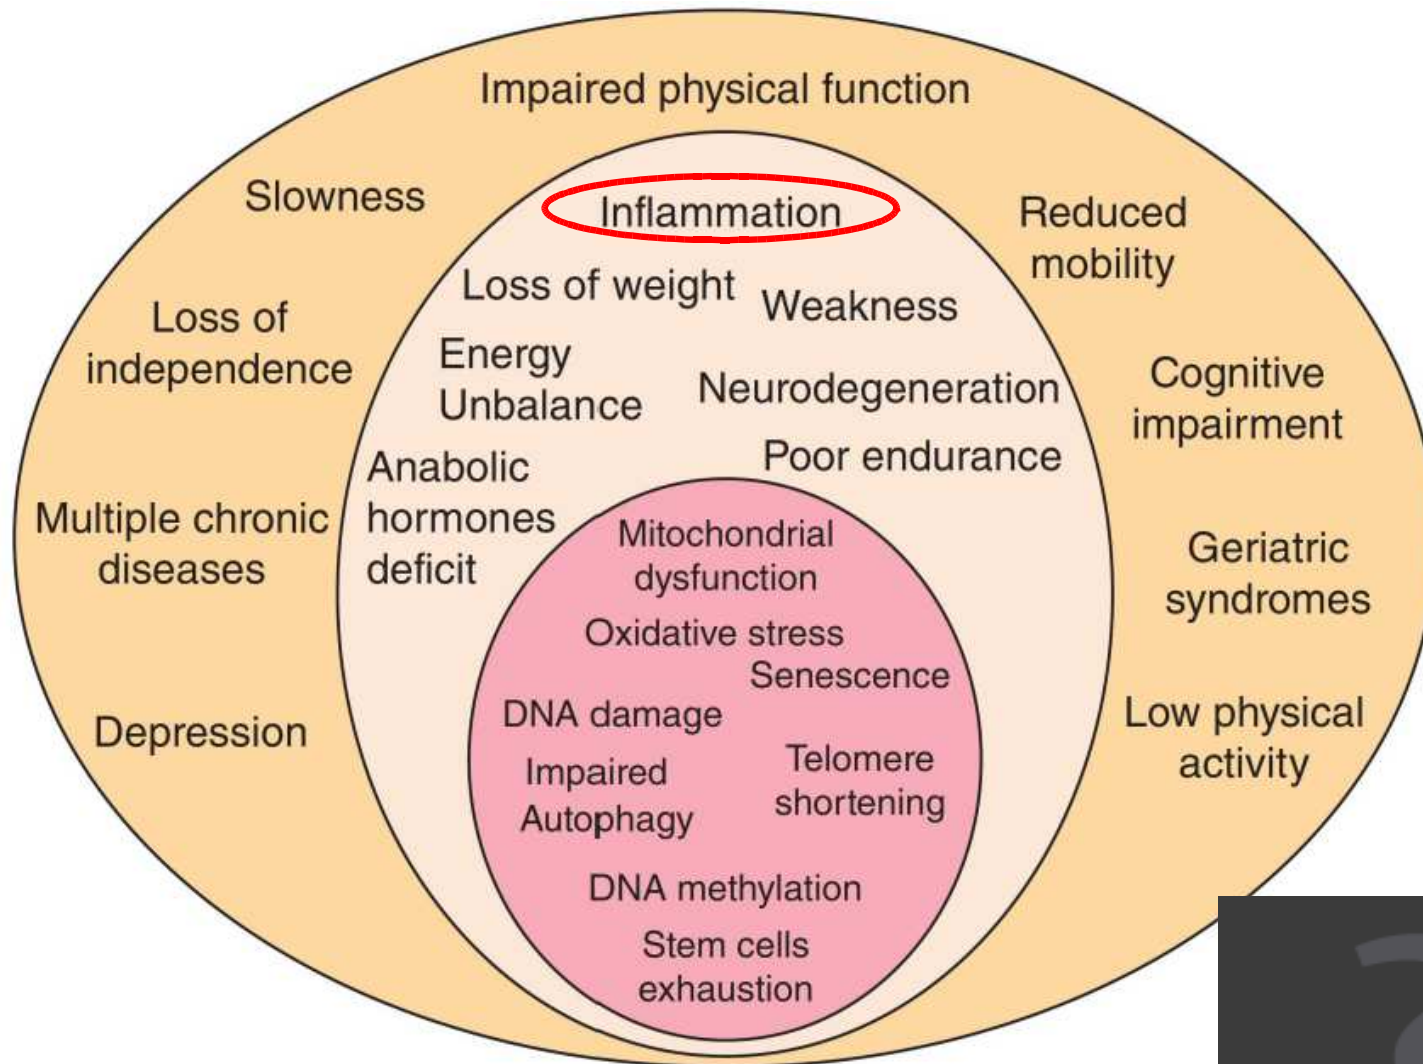 Impaired physical function
Slowness
Inflammation
Reduced
mobility
Loss of weight
Weakness
Loss of
independence
Energy
Unbalance
Neurodegeneration
Cognitive
impairment
Poor endurance
Anabolic
hormones
deficit
Multiple chronic
diseases
Mitochondrial
dysfunction
Geriatric
syndromes
Oxidative stress
Senescence
DNA damage
Depression
Low physical
activity
Impaired
Autophagy
Telomere
shortening
DNA methylation
Stem cells
exhaustion